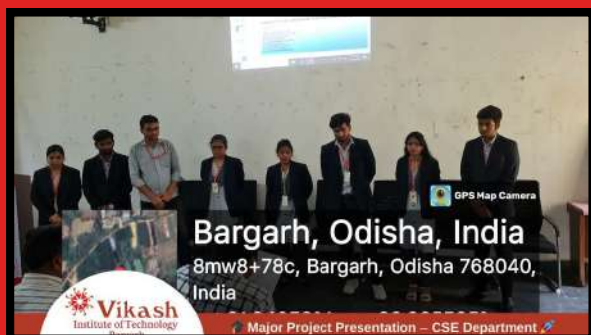 GPS Map Camera
Bargarh, Odisha, India
8mw8+78c, Bargarh, Odisha 768040,
India
Vikash
Institute of Technology
Bargarh
Major Project Presentation – CSE Department